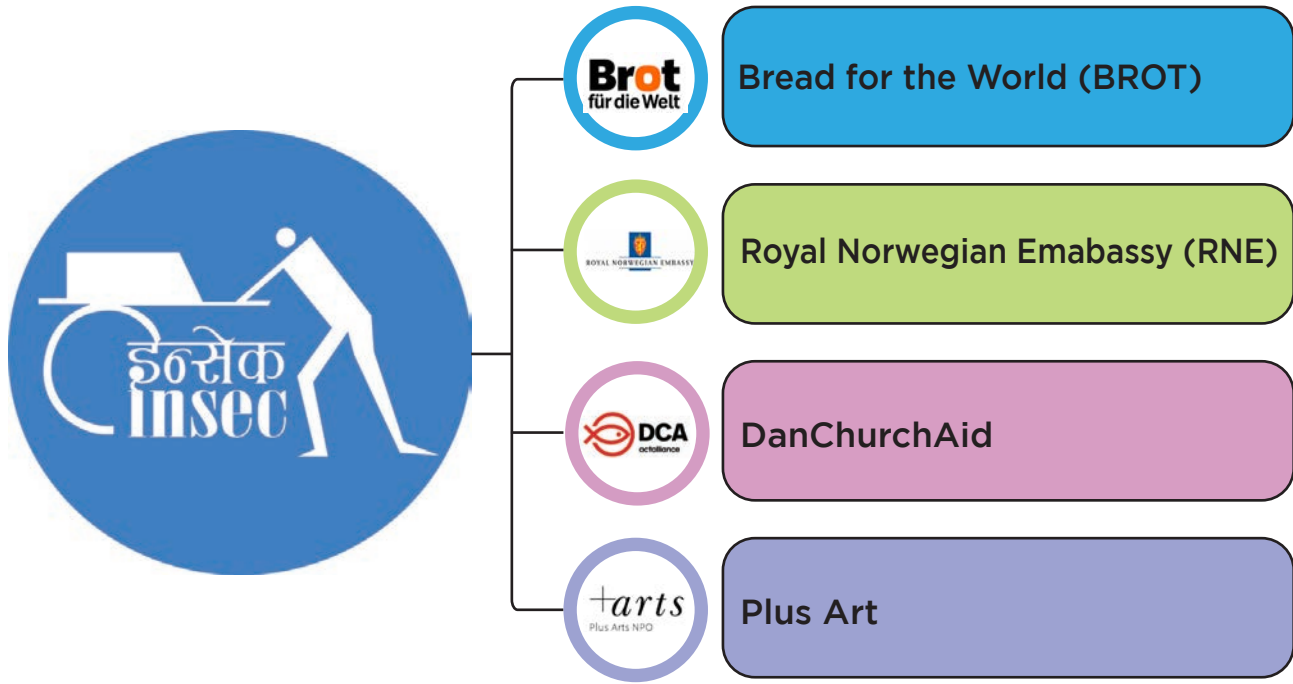 इन्सेक
insec
Brot
für die Welt
Bread for the World (BROT)
ROYAL NORWEGIAN EMBASSY
Royal Norwegian Emabassy (RNE)
DCA
actalliance
DanChurchAid
+arts
Plus Arts NPO
Plus Art